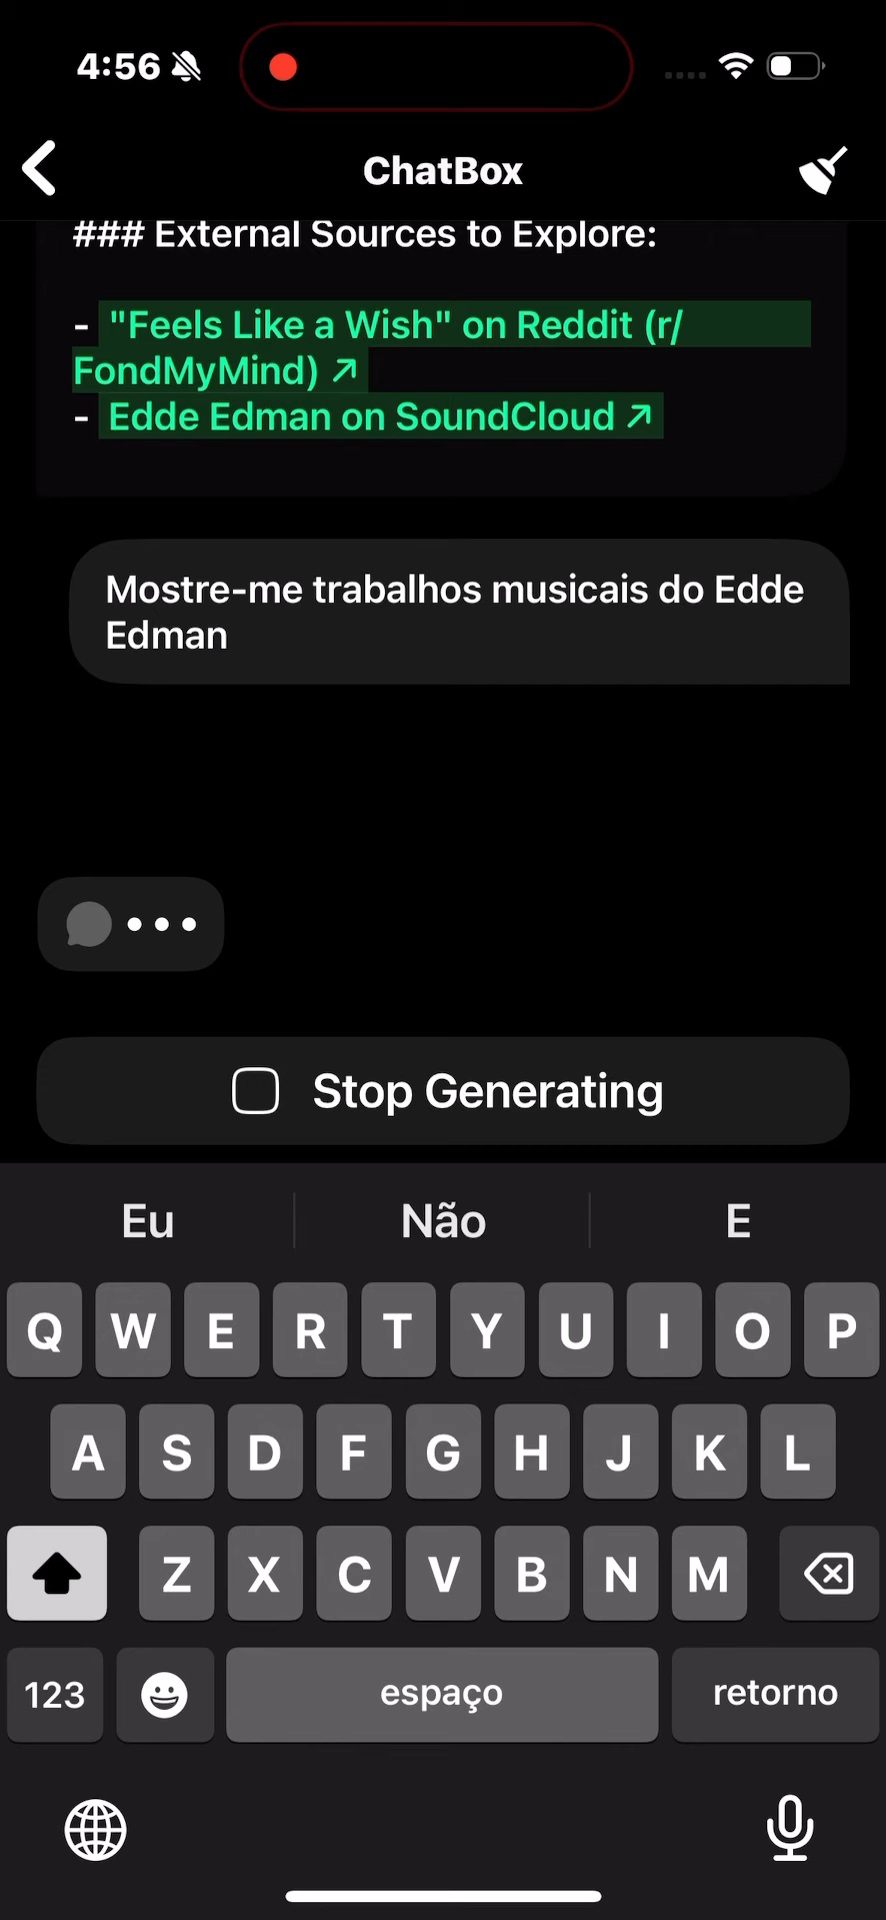 4:56
ChatBox
### External Sources to Explore:
- "Feels Like a Wish" on Reddit (r/
FondMyMind) ↗
- Edde Edman on SoundCloud ↗
Mostre-me trabalhos musicais do Edde
Edman
Stop Generating
Eu Não E
Q W E R T Y U I O P
A S D F G H J K L
Z X C V B N M
123 espaço retorno